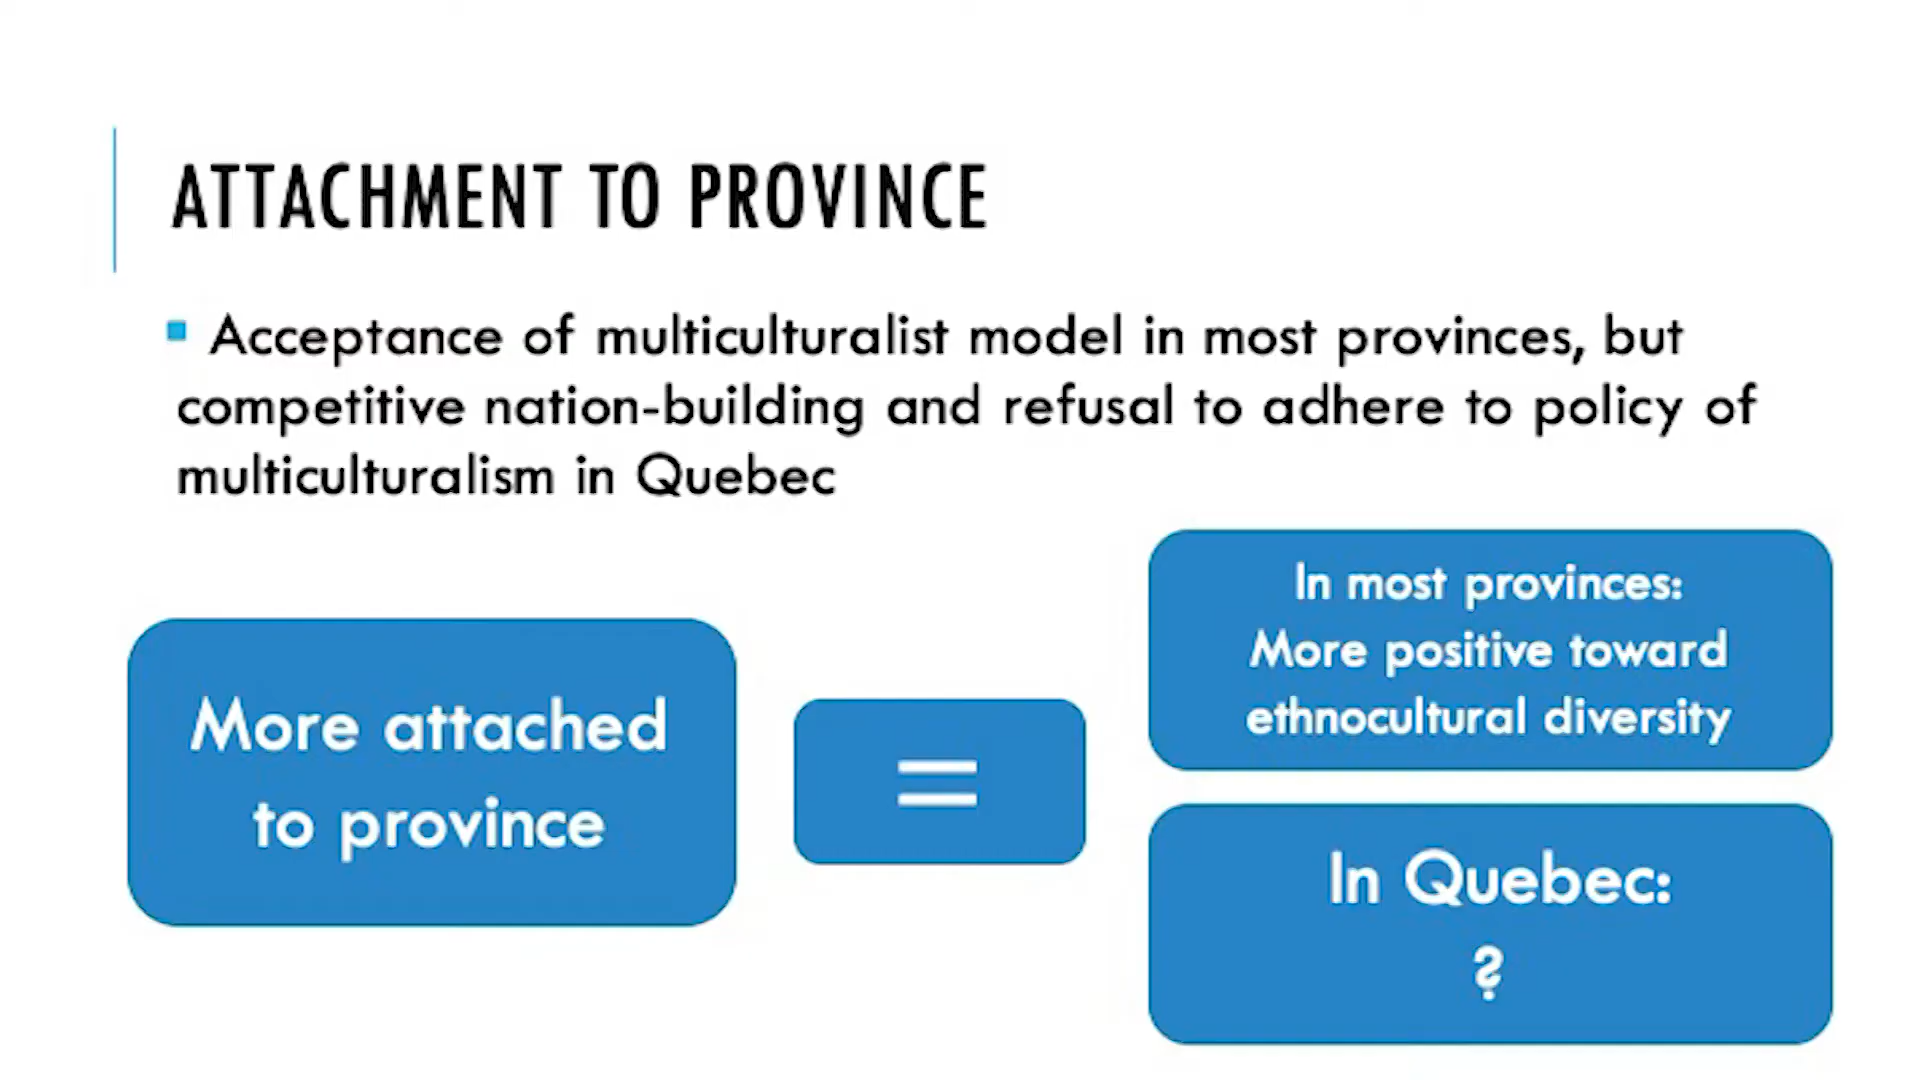 ATTACHMENT TO PROVINCE
Acceptance of multiculturalist model in most provinces, but
competitive nation-building and refusal to adhere to policy of
multiculturalism in Quebec
More attached
to province
=
In most provinces:
More positive toward
ethnocultural diversity
In Quebec:
?